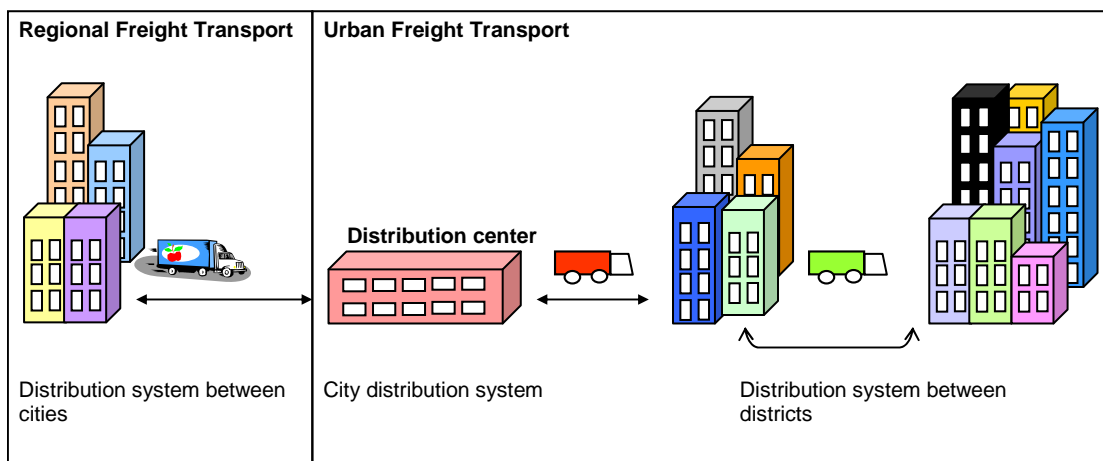 Regional Freight Transport
Urban Freight Transport
Distribution center
Distribution system between
cities
City distribution system
Distribution system between
districts